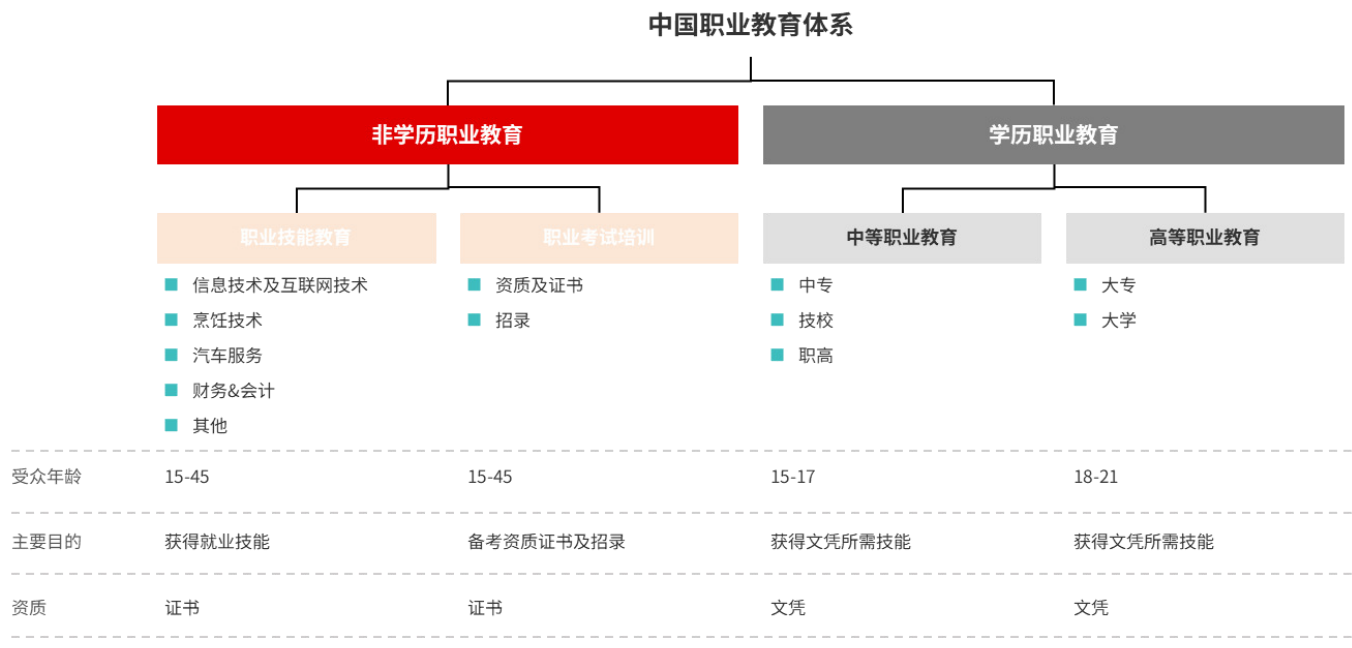 中国职业教育体系
非学历职业教育 学历职业教育
职业技能教育 职业考试培训 中等职业教育 高等职业教育
信息技术及互联网技术 资质及证书 中专 大专
烹饪技术 招录 技校 大学
汽车服务 职高
财务&会计
其他
受众年龄 15-45 15-45 15-17 18-21
主要目的 获得就业技能 备考资质证书及招录 获得文凭所需技能 获得文凭所需技能
资质 证书 证书 文凭 文凭